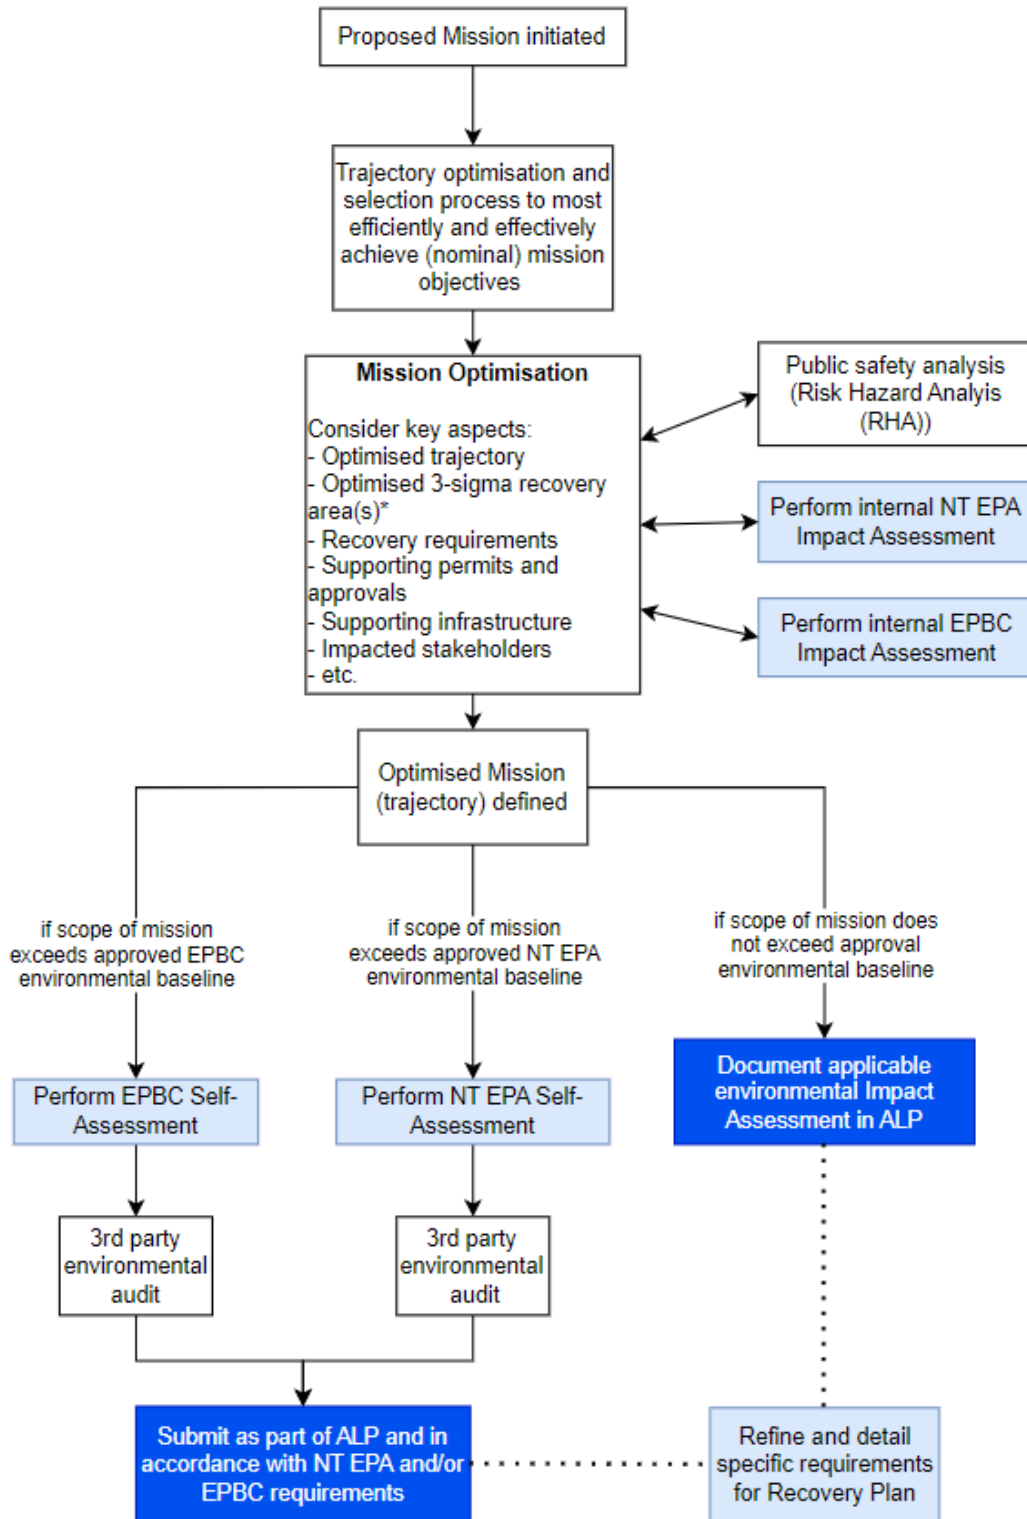 Proposed Mission initiated
Trajectory optimisation and
selection process to most
efficiently and effectively
achieve (nominal) mission
objectives
Mission Optimisation
Consider key aspects:
- Optimised trajectory
- Optimised 3-sigma recovery
area(s)*
- Recovery requirements
- Supporting permits and
approvals
- Supporting infrastructure
- Impacted stakeholders
- etc.
Public safety analysis
(Risk Hazard Analyis
(RHA))
Perform internal NT EPA
Impact Assessment
Perform internal EPBC
Impact Assessment
Optimised Mission
(trajectory) defined
if scope of mission
exceeds approved EPBC
environmental baseline
if scope of mission
exceeds approved NT EPA
environmental baseline
if scope of mission does
not exceed approval
environmental baseline
Perform EPBC Self-
Assessment
Perform NT EPA Self-
Assessment
Document applicable
environmental Impact
Assessment in ALP
3rd party
environmental
audit
3rd party
environmental
audit
Submit as part of ALP and in
accordance with NT EPA and/or
EPBC requirements
Refine and detail
specific requirements
for Recovery Plan